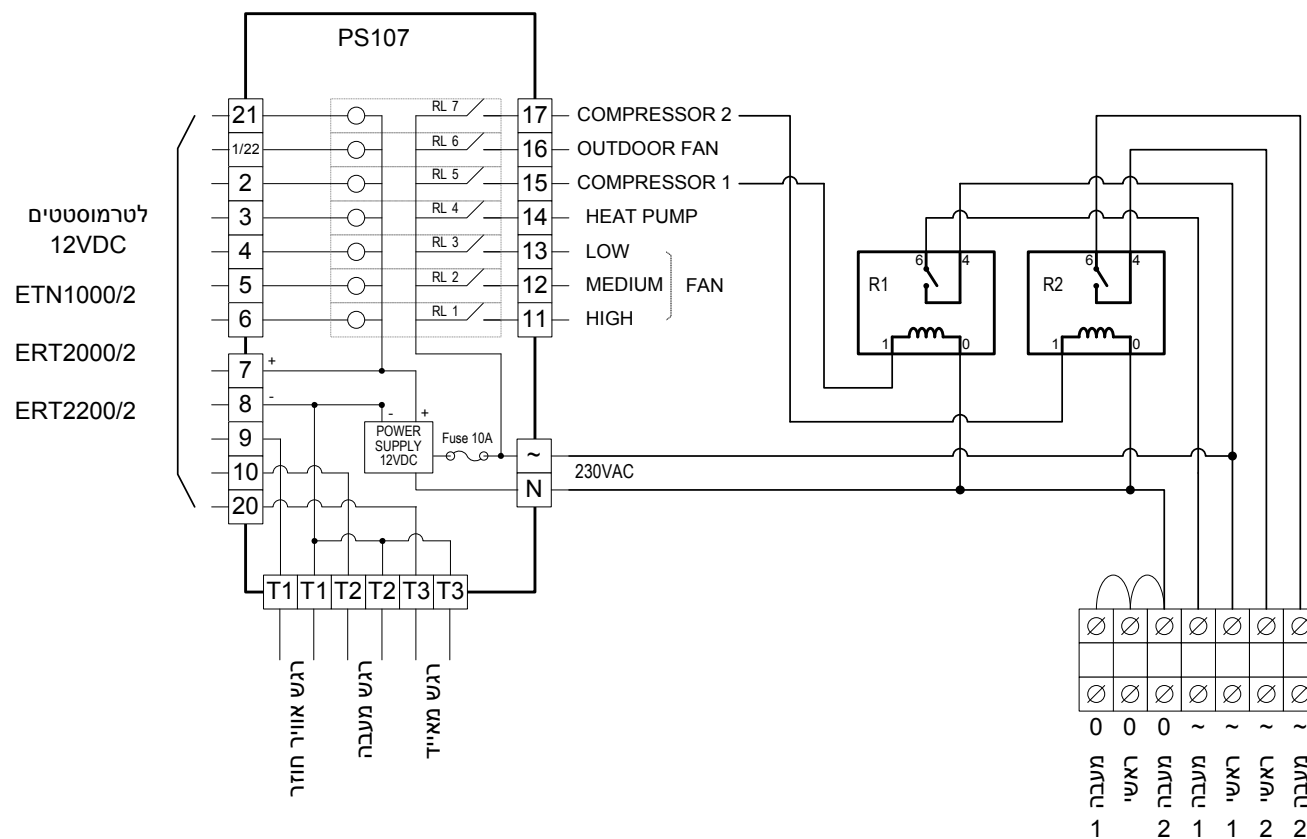 PS107
21
1/22
2
3
4
5
6
7
8
9
10
20
+
-
RL 7
RL 6
RL 5
RL 4
RL 3
RL 2
RL 1
17 COMPRESSOR 2
16 OUTDOOR FAN
15 COMPRESSOR 1
14 HEAT PUMP
13 LOW
12 MEDIUM
11 HIGH
FAN
לטרמוסטטים
12VDC
ETN1000/2
ERT2000/2
ERT2200/2
- +
POWER
SUPPLY
12VDC
Fuse 10A
~
N
230VAC
T1 T1 T2 T2 T3 T3
רגש אוויר חוזר
רגש מעבה
רגש מאייד
R1
6 4
1 0
R2
6 4
1 0
0 0 0 ~ ~ ~ ~
מעבה 1
ראשי
מעבה 2
מעבה 1
ראשי 1
ראשי 2
מעבה 2